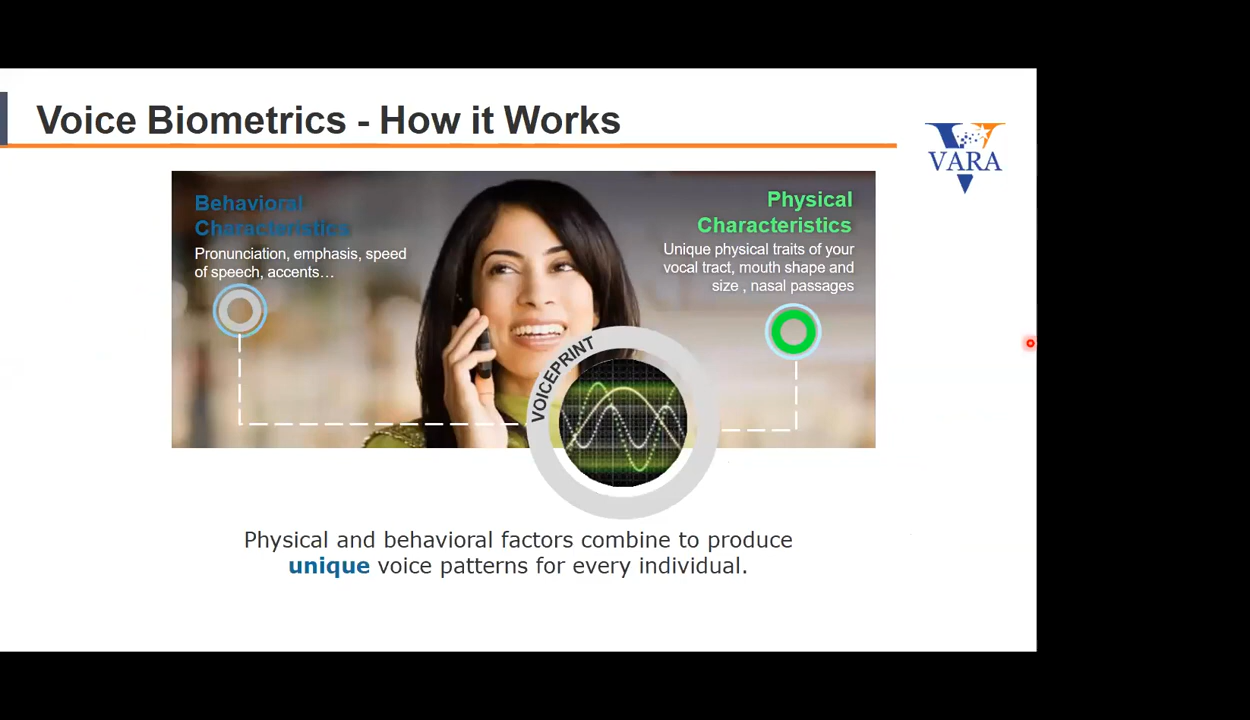 Voice Biometrics - How it Works
VARA
Behavioral
Characteristics
Pronunciation, emphasis, speed
of speech, accents…
Physical
Characteristics
Unique physical traits of your
vocal tract, mouth shape and
size , nasal passages
VOICEPRINT
Physical and behavioral factors combine to produce
unique voice patterns for every individual.